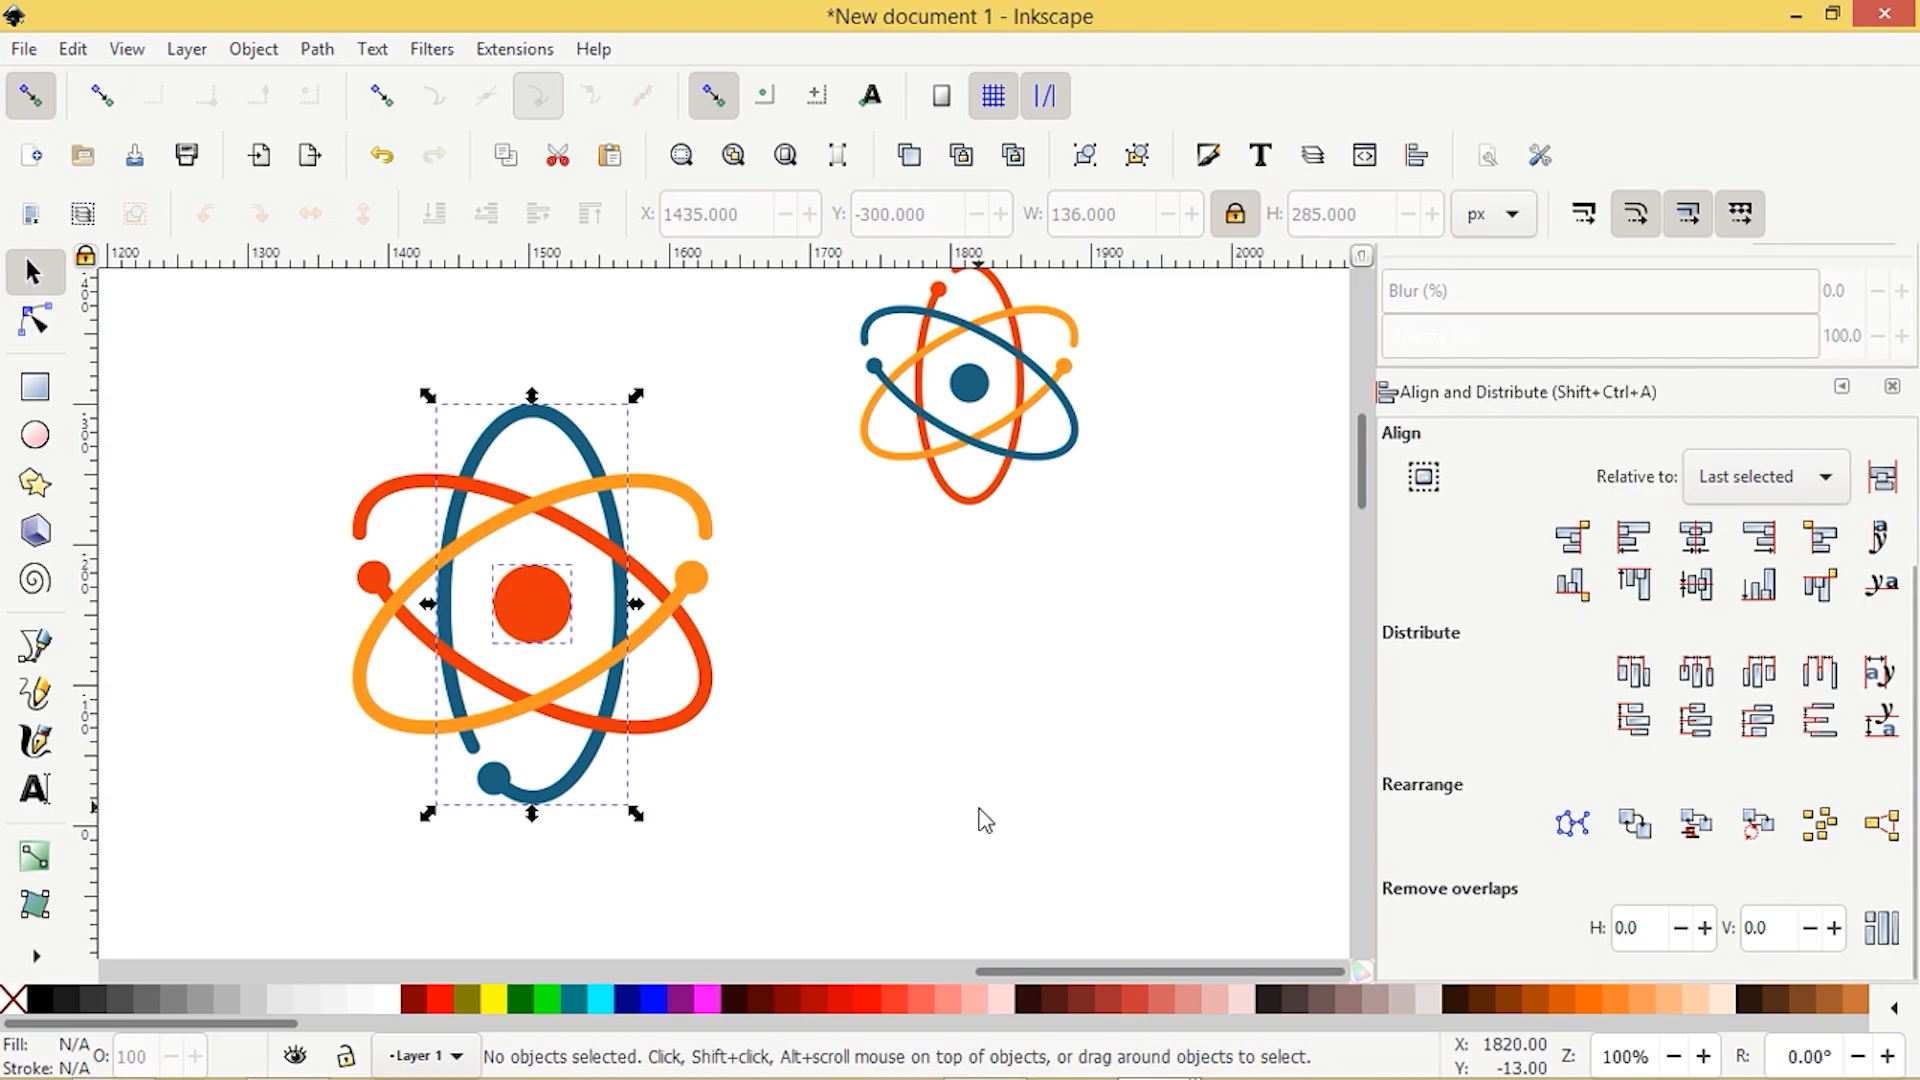 *New document 1 - Inkscape
File Edit View Layer Object Path Text Filters Extensions Help
X: 1435.000 Y: -300.000 W: 136.000 H: 285.000 px
1200 1300 1400 1500 1600 1700 1800 1900 2000
Blur (%) 0.0
100.0
Align and Distribute (Shift+Ctrl+A)
Align
Relative to: Last selected
Distribute
Rearrange
Remove overlaps
H: 0.0 V: 0.0
Fill: N/A
Stroke: N/A
O: 100
Layer 1
No objects selected. Click, Shift+click, Alt+scroll mouse on top of objects, or drag around objects to select.
X: 1820.00
Y: -13.00
Z: 100% R: 0.00°